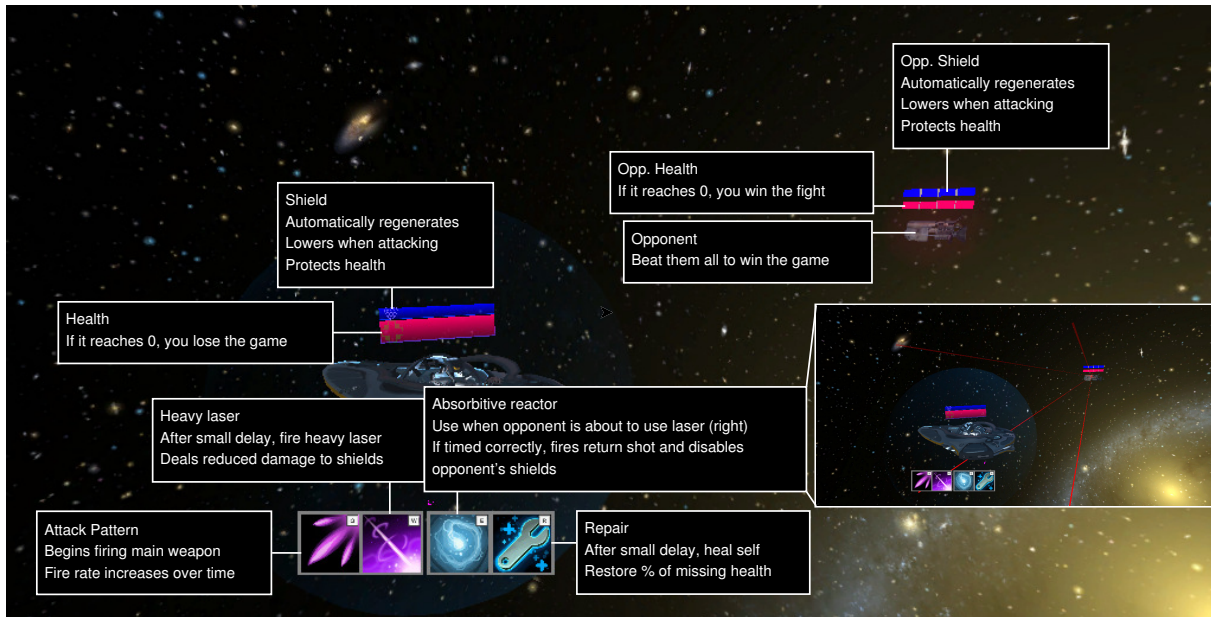 Opp. Shield
Automatically regenerates
Lowers when attacking
Protects health
Opp. Health
If it reaches 0, you win the fight
Shield
Automatically regenerates
Lowers when attacking
Protects health
Opponent
Beat them all to win the game
Health
If it reaches 0, you lose the game
Heavy laser
After small delay, fire heavy laser
Deals reduced damage to shields
Absorbitive reactor
Use when opponent is about to use laser (right)
If timed correctly, fires return shot and disables
opponent's shields
Attack Pattern
Begins firing main weapon
Fire rate increases over time
Q
W
E
R
Repair
After small delay, heal self
Restore % of missing health